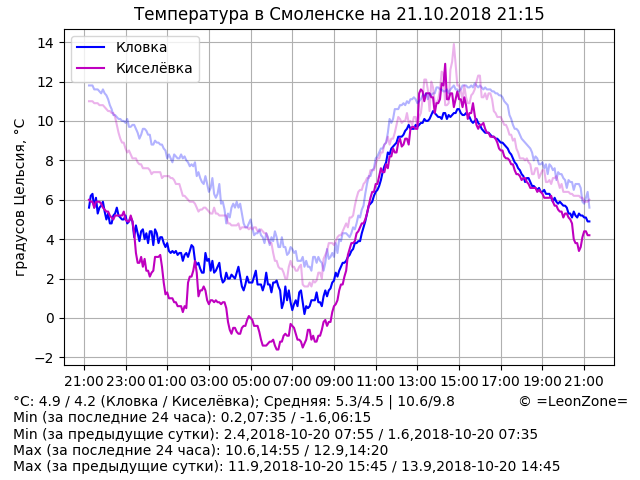 Температура в Смоленске на 21.10.2018 21:15
Кловка
Киселёвка
градусов Цельсия, °C
14
12
10
8
6
4
2
0
−2
21:00 23:00 01:00 03:00 05:00 07:00 09:00 11:00 13:00 15:00 17:00 19:00 21:00
°C: 4.9 / 4.2 (Кловка / Киселёвка); Средняя: 5.3/4.5 | 10.6/9.8 © =LeonZone=
Min (за последние 24 часа): 0.2,07:35 / -1.6,06:15
Min (за предыдущие сутки): 2.4,2018-10-20 07:55 / 1.6,2018-10-20 07:35
Max (за последние 24 часа): 10.6,14:55 / 12.9,14:20
Max (за предыдущие сутки): 11.9,2018-10-20 15:45 / 13.9,2018-10-20 14:45